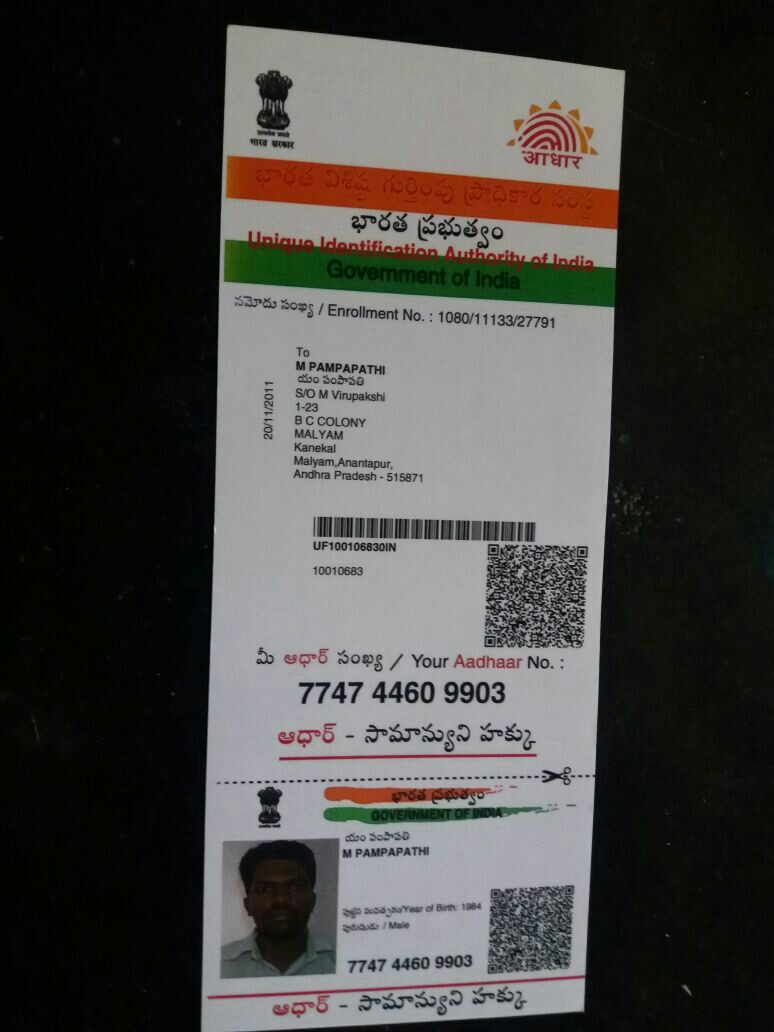 भारत सरकार
आधार
భారత విశిష్ట గుర్తింపు ప్రాధికార సంస్థ
భారత ప్రభుత్వం
Unique Identification Authority of India
Government of India
నమోదు సంఖ్య / Enrollment No. : 1080/11133/27791
To
M PAMPAPATHI
యం పంపాపతి
S/O M Virupakshi
1-23
B C COLONY
MALYAM
Kanekal
Malyam,Anantapur,
Andhra Pradesh - 515871
20/11/2011
UF100106830IN
10010683
మీ ఆధార్ సంఖ్య / Your Aadhaar No. :
7747 4460 9903
ఆధార్ - సామాన్యుని హక్కు
భారత ప్రభుత్వం
GOVERNMENT OF INDIA
యం పంపాపతి
M PAMPAPATHI
పుట్టిన సంవత్సరం/Year of Birth: 1984
పురుషుడు / Male
7747 4460 9903
ఆధార్ - సామాన్యుని హక్కు